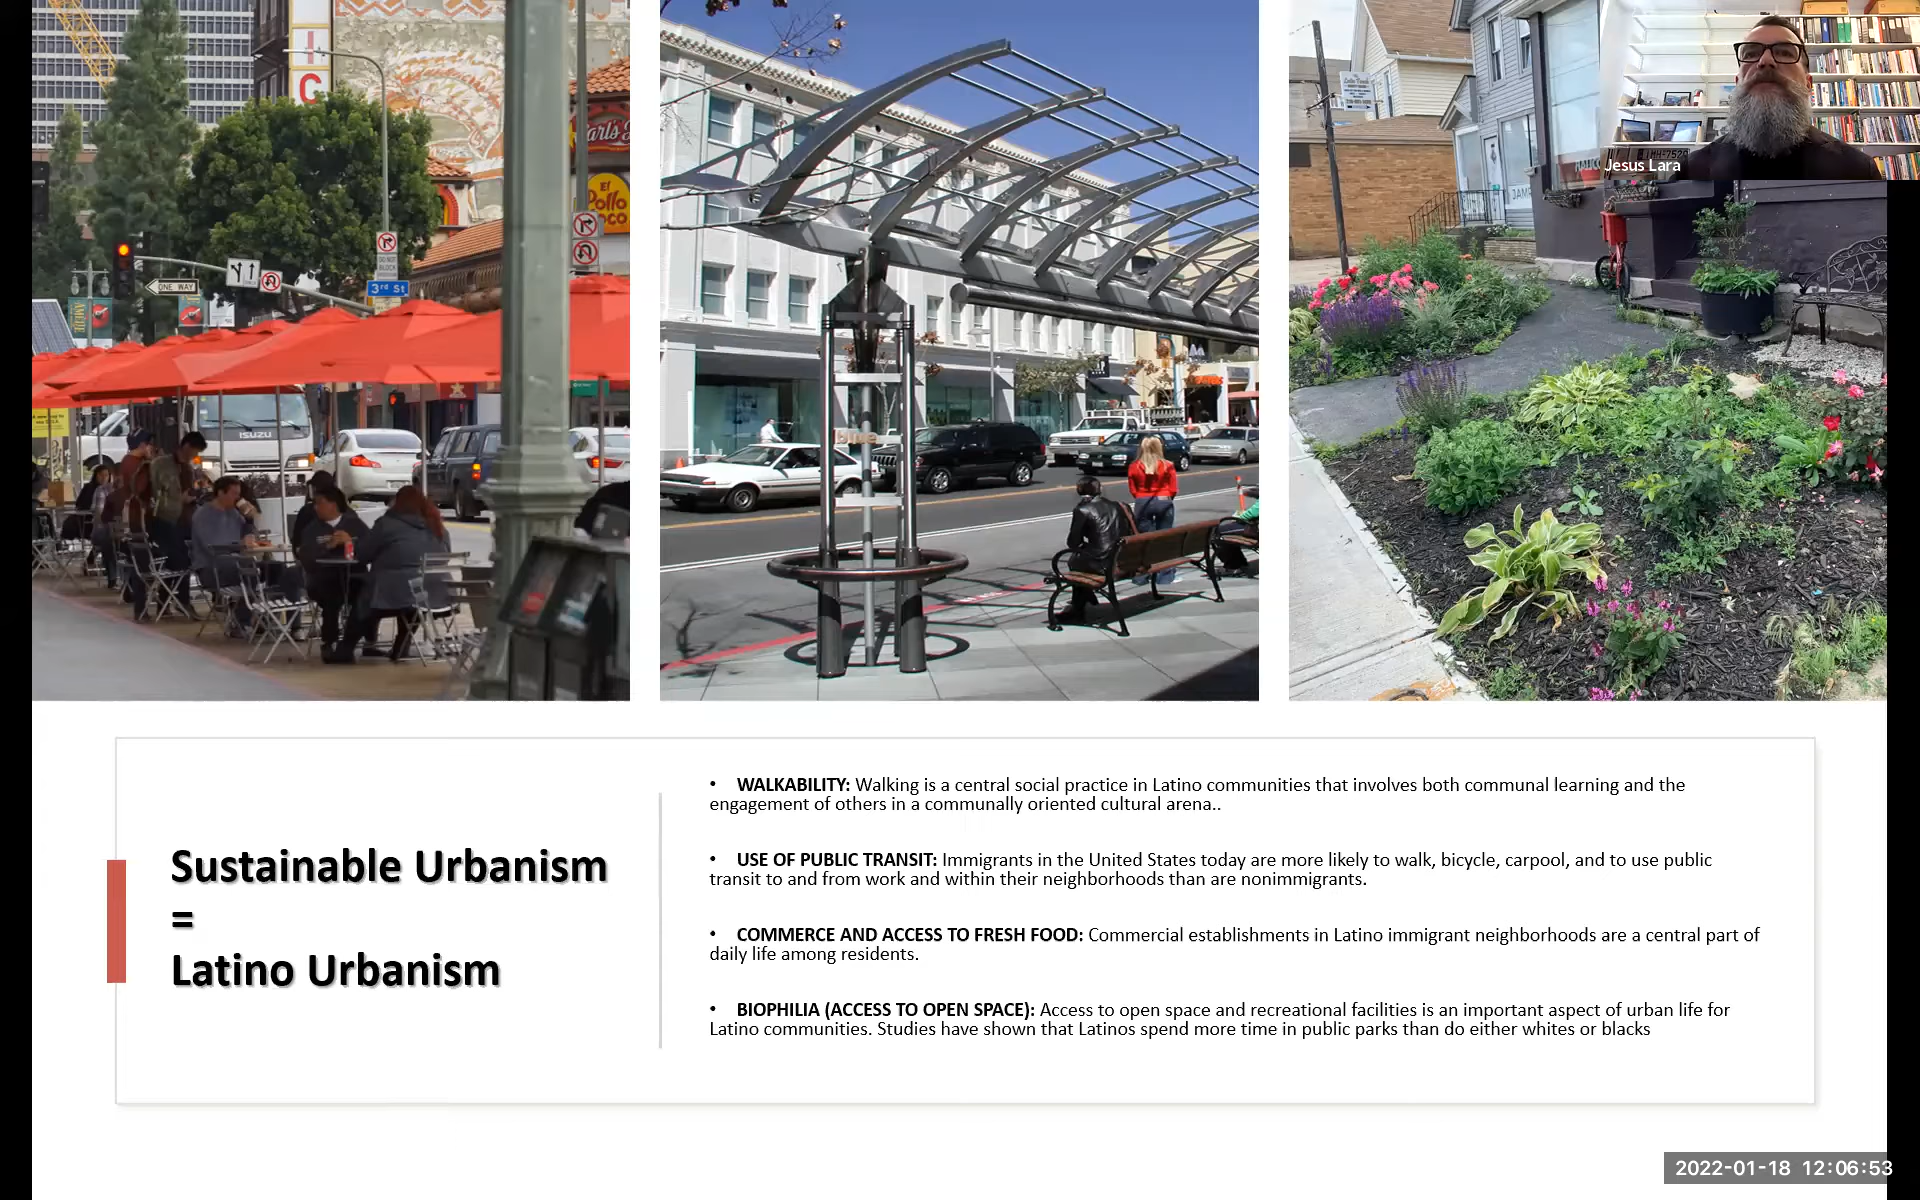 I
C
arl's
El
Pollo
oco
ONE WAY
DO NOT
BLOCK
3rd St
ISUZU
Jesus Lara
Sustainable Urbanism
=
Latino Urbanism
• WALKABILITY: Walking is a central social practice in Latino communities that involves both communal learning and the
engagement of others in a communally oriented cultural arena..
• USE OF PUBLIC TRANSIT: Immigrants in the United States today are more likely to walk, bicycle, carpool, and to use public
transit to and from work and within their neighborhoods than are nonimmigrants.
• COMMERCE AND ACCESS TO FRESH FOOD: Commercial establishments in Latino immigrant neighborhoods are a central part of
daily life among residents.
• BIOPHILIA (ACCESS TO OPEN SPACE): Access to open space and recreational facilities is an important aspect of urban life for
Latino communities. Studies have shown that Latinos spend more time in public parks than do either whites or blacks
2022-01-18 12:06:53